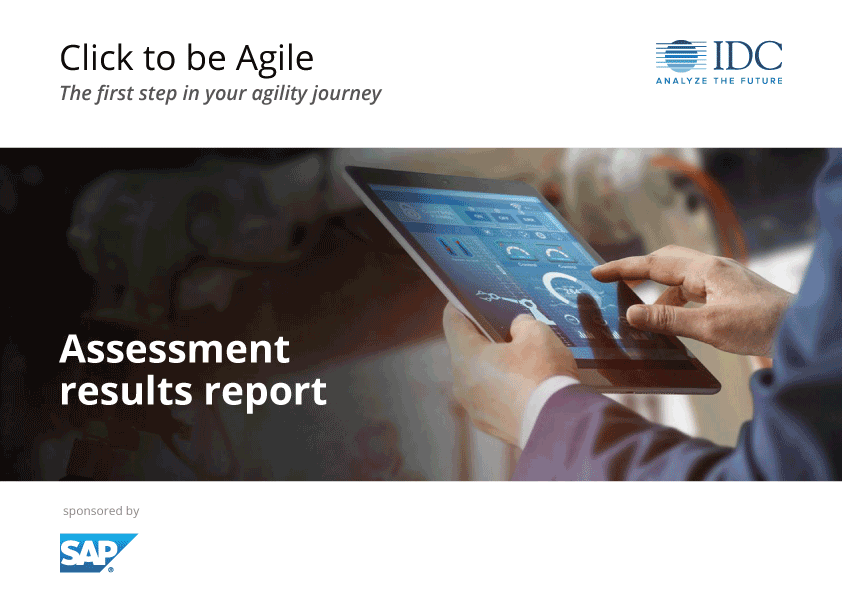 Click to be Agile
The first step in your agility journey
IDC
ANALYZE THE FUTURE
Assessment
results report
sponsored by
SAP®